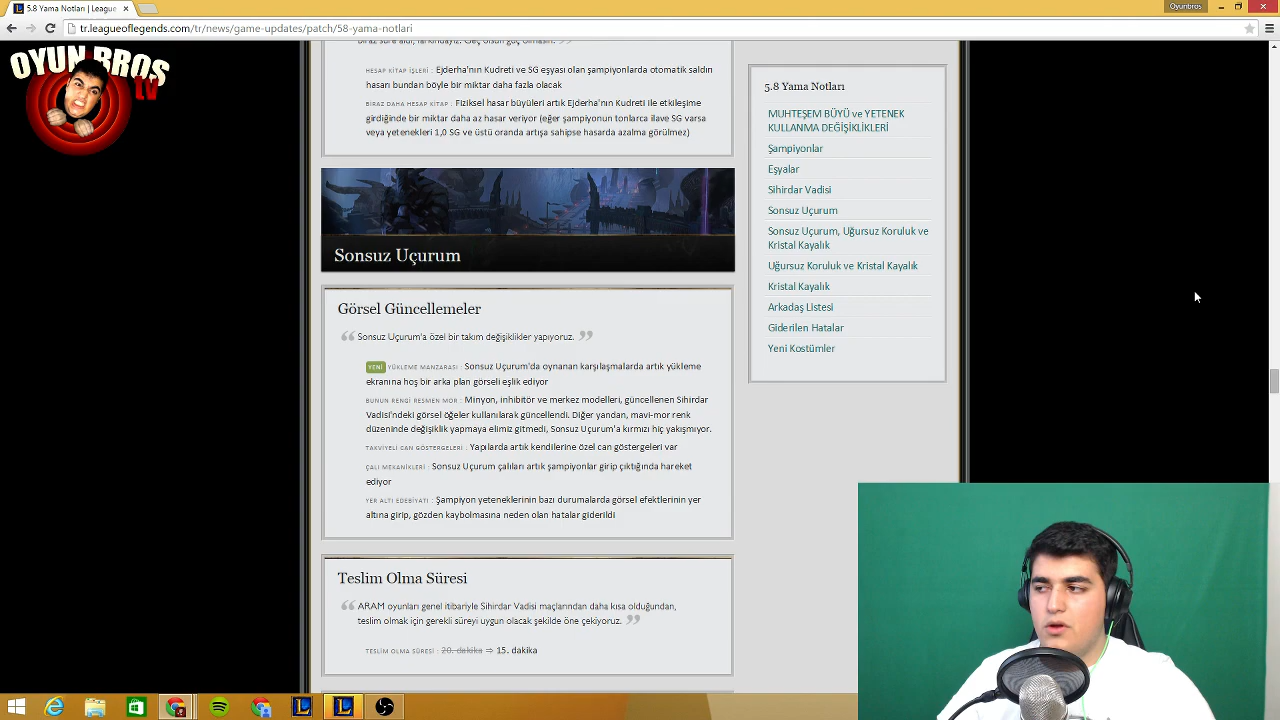 5.8 Yama Notları | League
Oyunbros
tr.leagueoflegends.com/tr/news/game-updates/patch/58-yama-notlari
OYUN BROS
TV
HESAP KİTAP İŞLERİ : Ejderha'nın Kudreti ve SG eşyası olan şampiyonlarda otomatik saldırı
hasarı bundan böyle bir miktar daha fazla olacak
BİRAZ DAHA HESAP KİTAP : Fiziksel hasar büyüleri artık Ejderha'nın Kudreti ile etkileşime
girdiğinde bir miktar daha az hasar veriyor (eğer şampiyonun tonlarca ilave SG varsa
veya yetenekleri 1,0 SG ve üstü oranda artışa sahipse hasarda azalma görülmez)
Sonsuz Uçurum
Görsel Güncellemeler
Sonsuz Uçurum'a özel bir takım değişiklikler yapıyoruz.
YENİ YÜKLEME MANZARASI : Sonsuz Uçurum'da oynanan karşılaşmalarda artık yükleme
ekranına hoş bir arka plan görseli eşlik ediyor
BUNUN RENGİ RESMEN MOR : Minyon, inhibitör ve merkez modelleri, güncellenen Sihirdar
Vadisi'ndeki görsel öğeler kullanılarak güncellendi. Diğer yandan, mavi-mor renk
düzeninde değişiklik yapmaya elimiz gitmedi, Sonsuz Uçurum'a kırmızı hiç yakışmıyor.
TAKVİYELİ CAN GÖSTERGELERİ : Yapılarda artık kendilerine özel can göstergeleri var
ÇALI MEKANİKLERİ : Sonsuz Uçurum çalıları artık şampiyonlar girip çıktığında hareket
ediyor
YER ALTI EDEBİYATI : Şampiyon yeteneklerinin bazı durumalarda görsel efektlerinin yer
altına girip, gözden kaybolmasına neden olan hatalar giderildi
Teslim Olma Süresi
ARAM oyunları genel itibariyle Sihirdar Vadisi maçlarından daha kısa olduğundan,
teslim olmak için gerekli süreyi uygun olacak şekilde öne çekiyoruz.
TESLİM OLMA SÜRESİ : 20. dakika ⇒ 15. dakika
5.8 Yama Notları
MUHTEŞEM BÜYÜ ve YETENEK
KULLANMA DEĞİŞİKLİKLERİ
Şampiyonlar
Eşyalar
Sihirdar Vadisi
Sonsuz Uçurum
Sonsuz Uçurum, Uğursuz Koruluk ve
Kristal Kayalık
Uğursuz Koruluk ve Kristal Kayalık
Kristal Kayalık
Arkadaş Listesi
Giderilen Hatalar
Yeni Kostümler